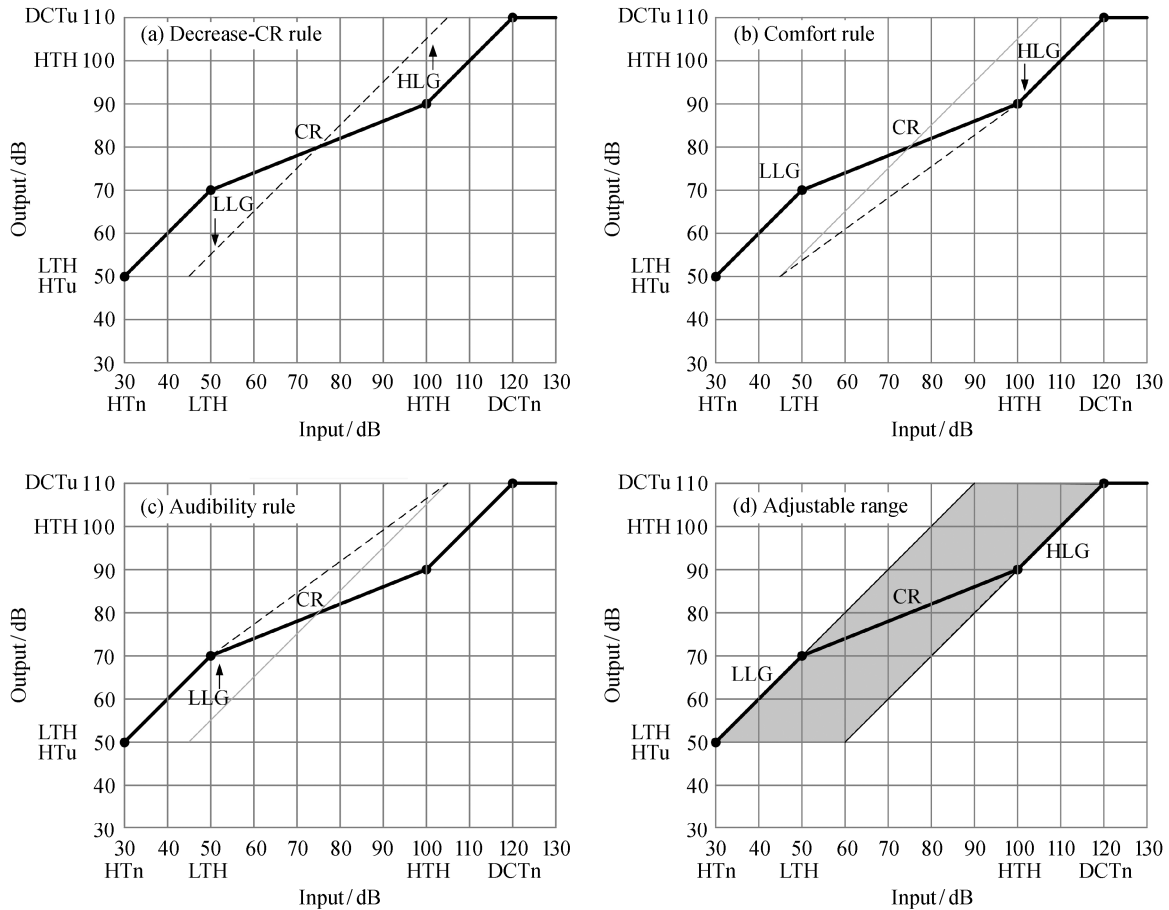 (a) Decrease-CR rule
DCTu 110
HTH 100
90
80
70
60
LTH
HTu 50
40
30
HLG
CR
LLG
30 40 50 60 70 80 90 100 110 120 130
HTn LTH HTH DCTn
Input/dB
Output/dB
(b) Comfort rule
DCTu 110
HTH 100
90
80
70
60
LTH
HTu 50
40
30
HLG
CR
LLG
30 40 50 60 70 80 90 100 110 120 130
HTn LTH HTH DCTn
Input/dB
Output/dB
(c) Audibility rule
DCTu 110
HTH 100
90
80
70
60
LTH
HTu 50
40
30
CR
LLG
30 40 50 60 70 80 90 100 110 120 130
HTn LTH HTH DCTn
Input/dB
Output/dB
(d) Adjustable range
DCTu 110
HTH 100
90
80
70
60
LTH
HTu 50
40
30
HLG
CR
LLG
30 40 50 60 70 80 90 100 110 120 130
HTn LTH HTH DCTn
Input/dB
Output/dB